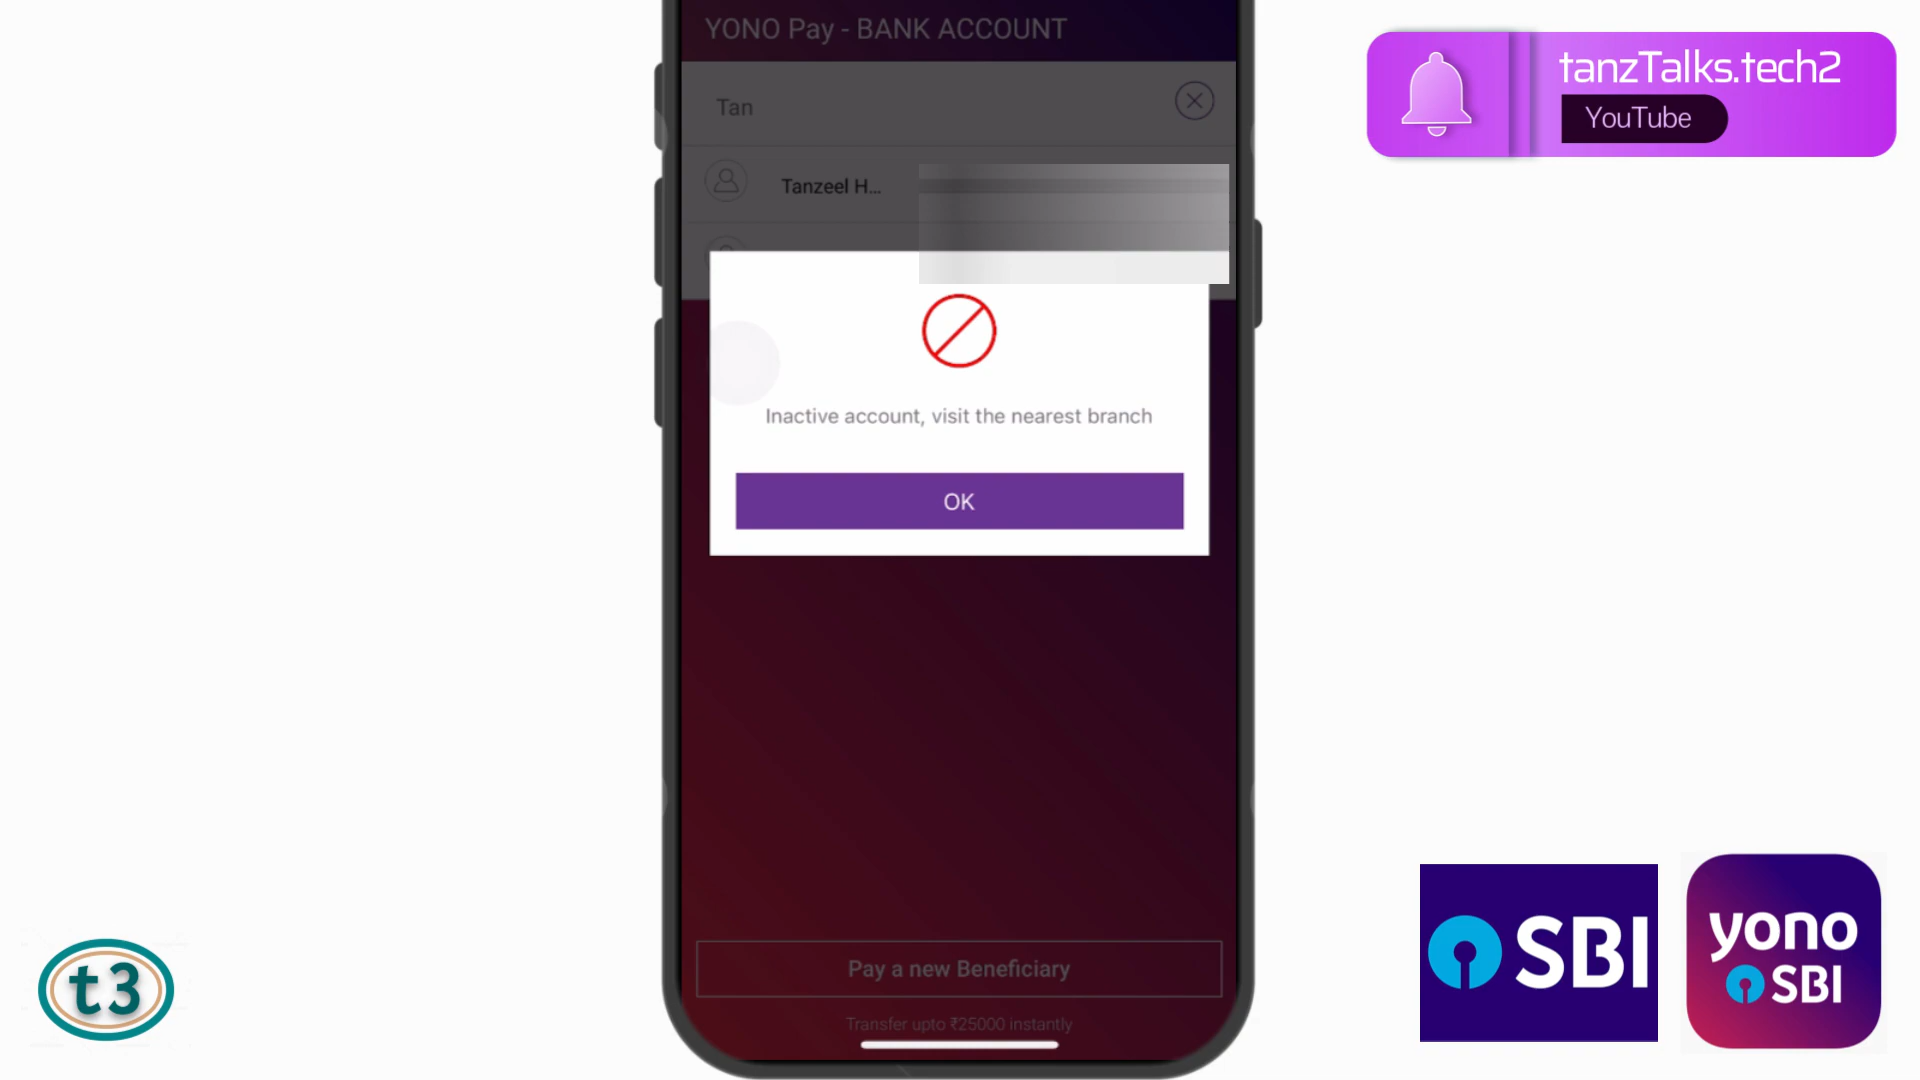 YONO Pay - BANK ACCOUNT
tanzTalks.tech2
YouTube
Tan
Tanzeel H...
Inactive account, visit the nearest branch
OK
Pay a new Beneficiary
Transfer upto ₹25000 instantly
t3
SBI
yono
SBI